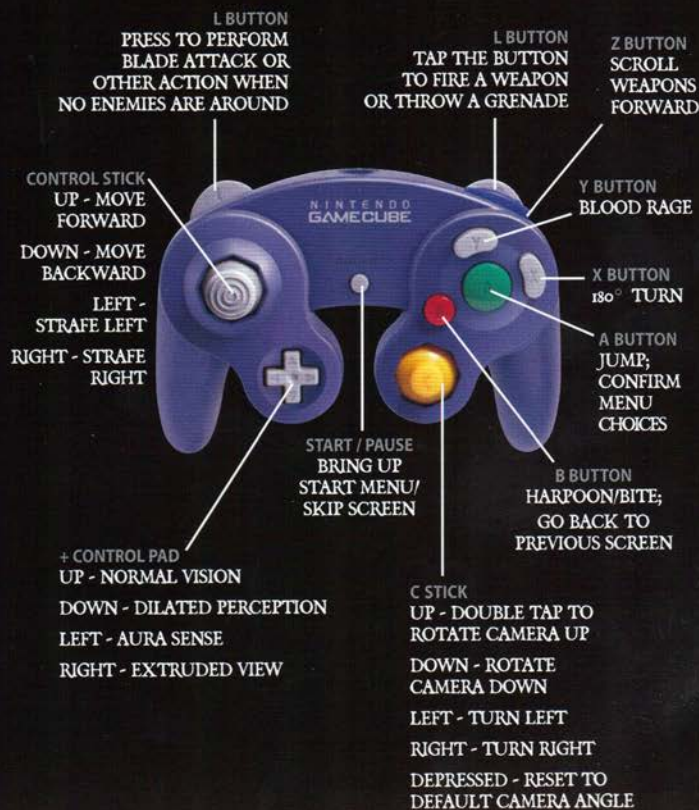 L BUTTON
PRESS TO PERFORM
BLADE ATTACK OR
OTHER ACTION WHEN
NO ENEMIES ARE AROUND
L BUTTON
TAP THE BUTTON
TO FIRE A WEAPON
OR THROW A GRENADE
Z BUTTON
SCROLL
WEAPONS
FORWARD
CONTROL STICK
UP - MOVE
FORWARD
DOWN - MOVE
BACKWARD
LEFT -
STRAFE LEFT
RIGHT - STRAFE
RIGHT
NINTENDO
GAMECUBE
Y
Y BUTTON
BLOOD RAGE
X BUTTON
180° TURN
A BUTTON
JUMP;
CONFIRM
MENU
CHOICES
START / PAUSE
BRING UP
START MENU/
SKIP SCREEN
B BUTTON
HARPOON/BITE;
GO BACK TO
PREVIOUS SCREEN
+ CONTROL PAD
UP - NORMAL VISION
DOWN - DILATED PERCEPTION
LEFT - AURA SENSE
RIGHT - EXTRUDED VIEW
C STICK
UP - DOUBLE TAP TO
ROTATE CAMERA UP
DOWN - ROTATE
CAMERA DOWN
LEFT - TURN LEFT
RIGHT - TURN RIGHT
DEPRESSED - RESET TO
DEFAULT CAMERA ANGLE